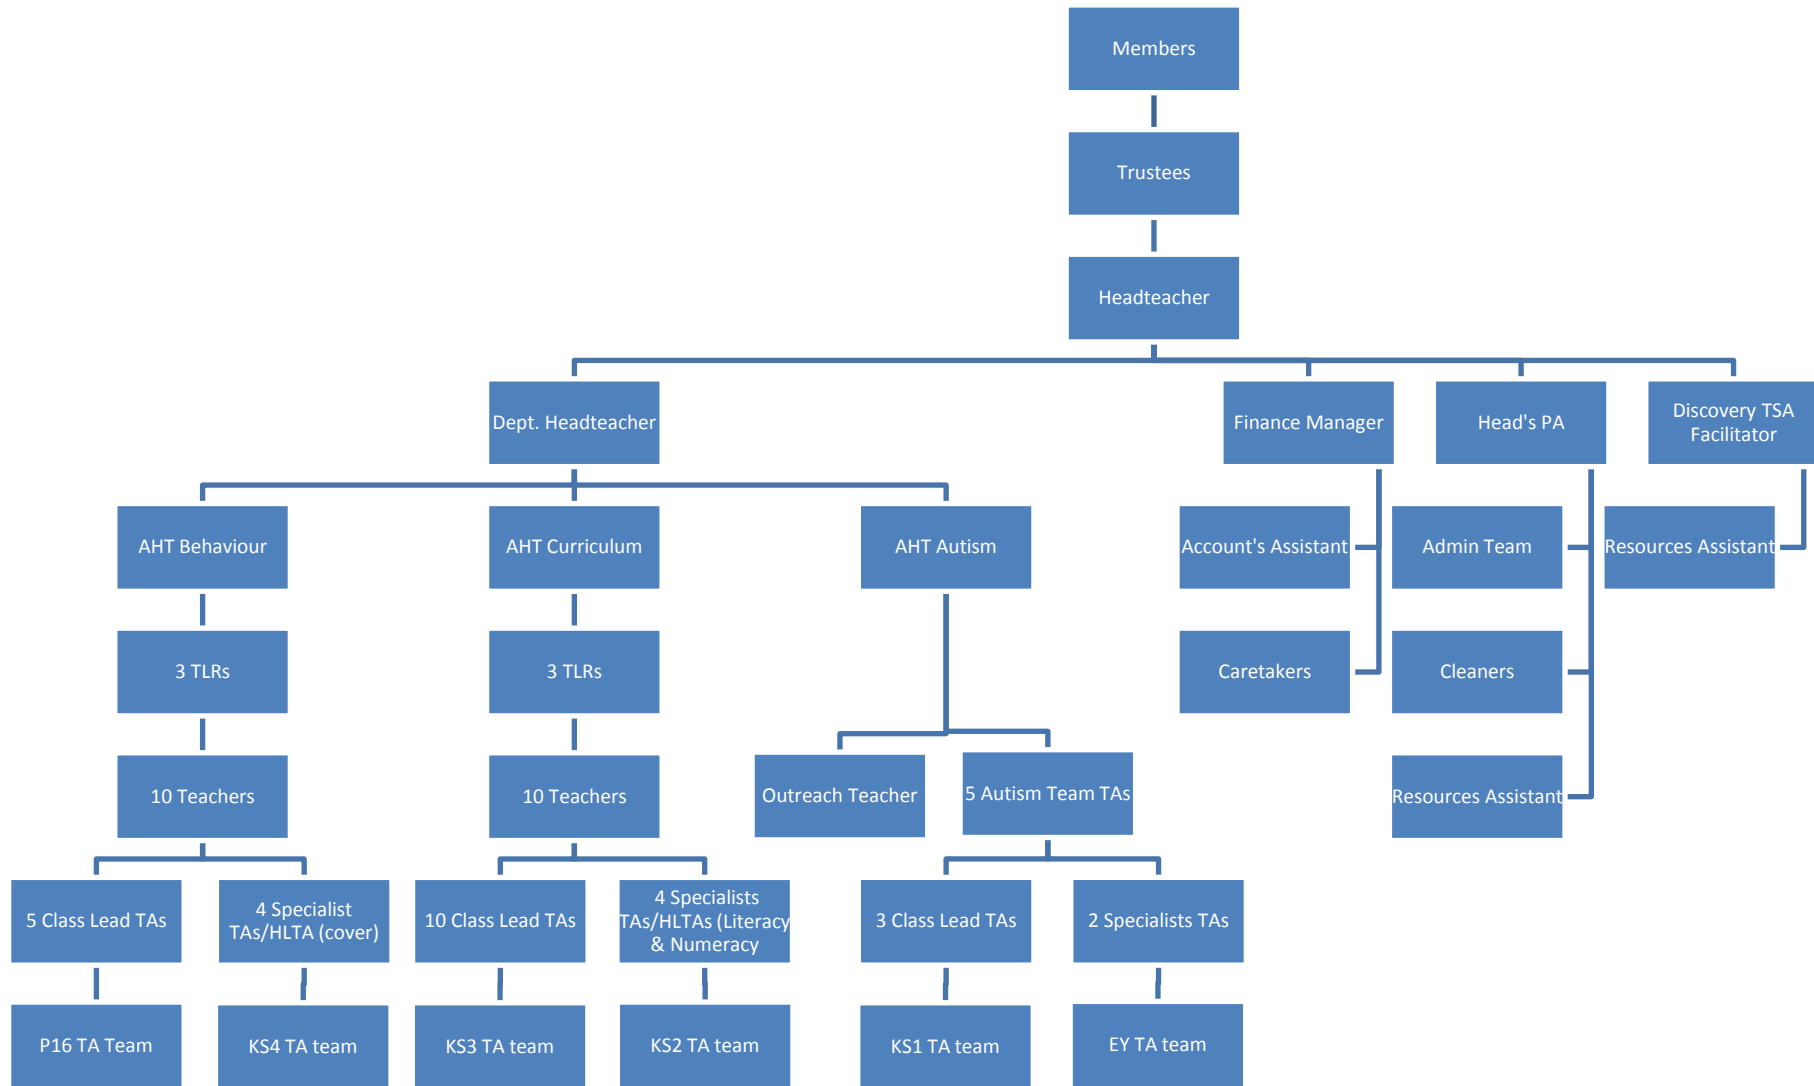 Members
Trustees
Headteacher
Dept. Headteacher
Finance Manager
Head's PA
Discovery TSA
Facilitator
AHT Behaviour
AHT Curriculum
AHT Autism
Account's Assistant
Admin Team
Resources Assistant
3 TLRs
3 TLRs
Caretakers
Cleaners
10 Teachers
10 Teachers
Outreach Teacher
5 Autism Team TAs
Resources Assistant
5 Class Lead TAs
4 Specialist
TAs/HLTA (cover)
10 Class Lead TAs
4 Specialists
TAs/HLTAs (Literacy
& Numeracy
3 Class Lead TAs
2 Specialists TAs
P16 TA Team
KS4 TA team
KS3 TA team
KS2 TA team
KS1 TA team
EY TA team